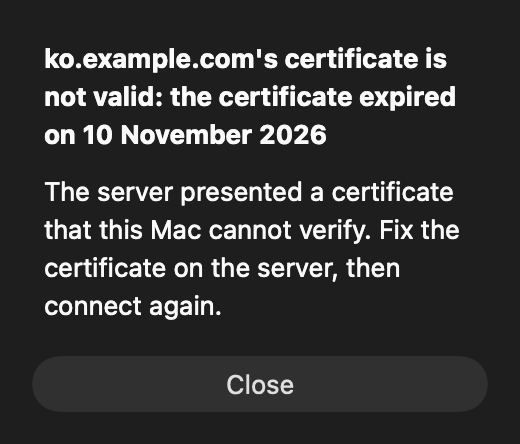 ko.example.com's certificate is
not valid: the certificate expired
on 10 November 2026
The server presented a certificate
that this Mac cannot verify. Fix the
certificate on the server, then
connect again.
Close